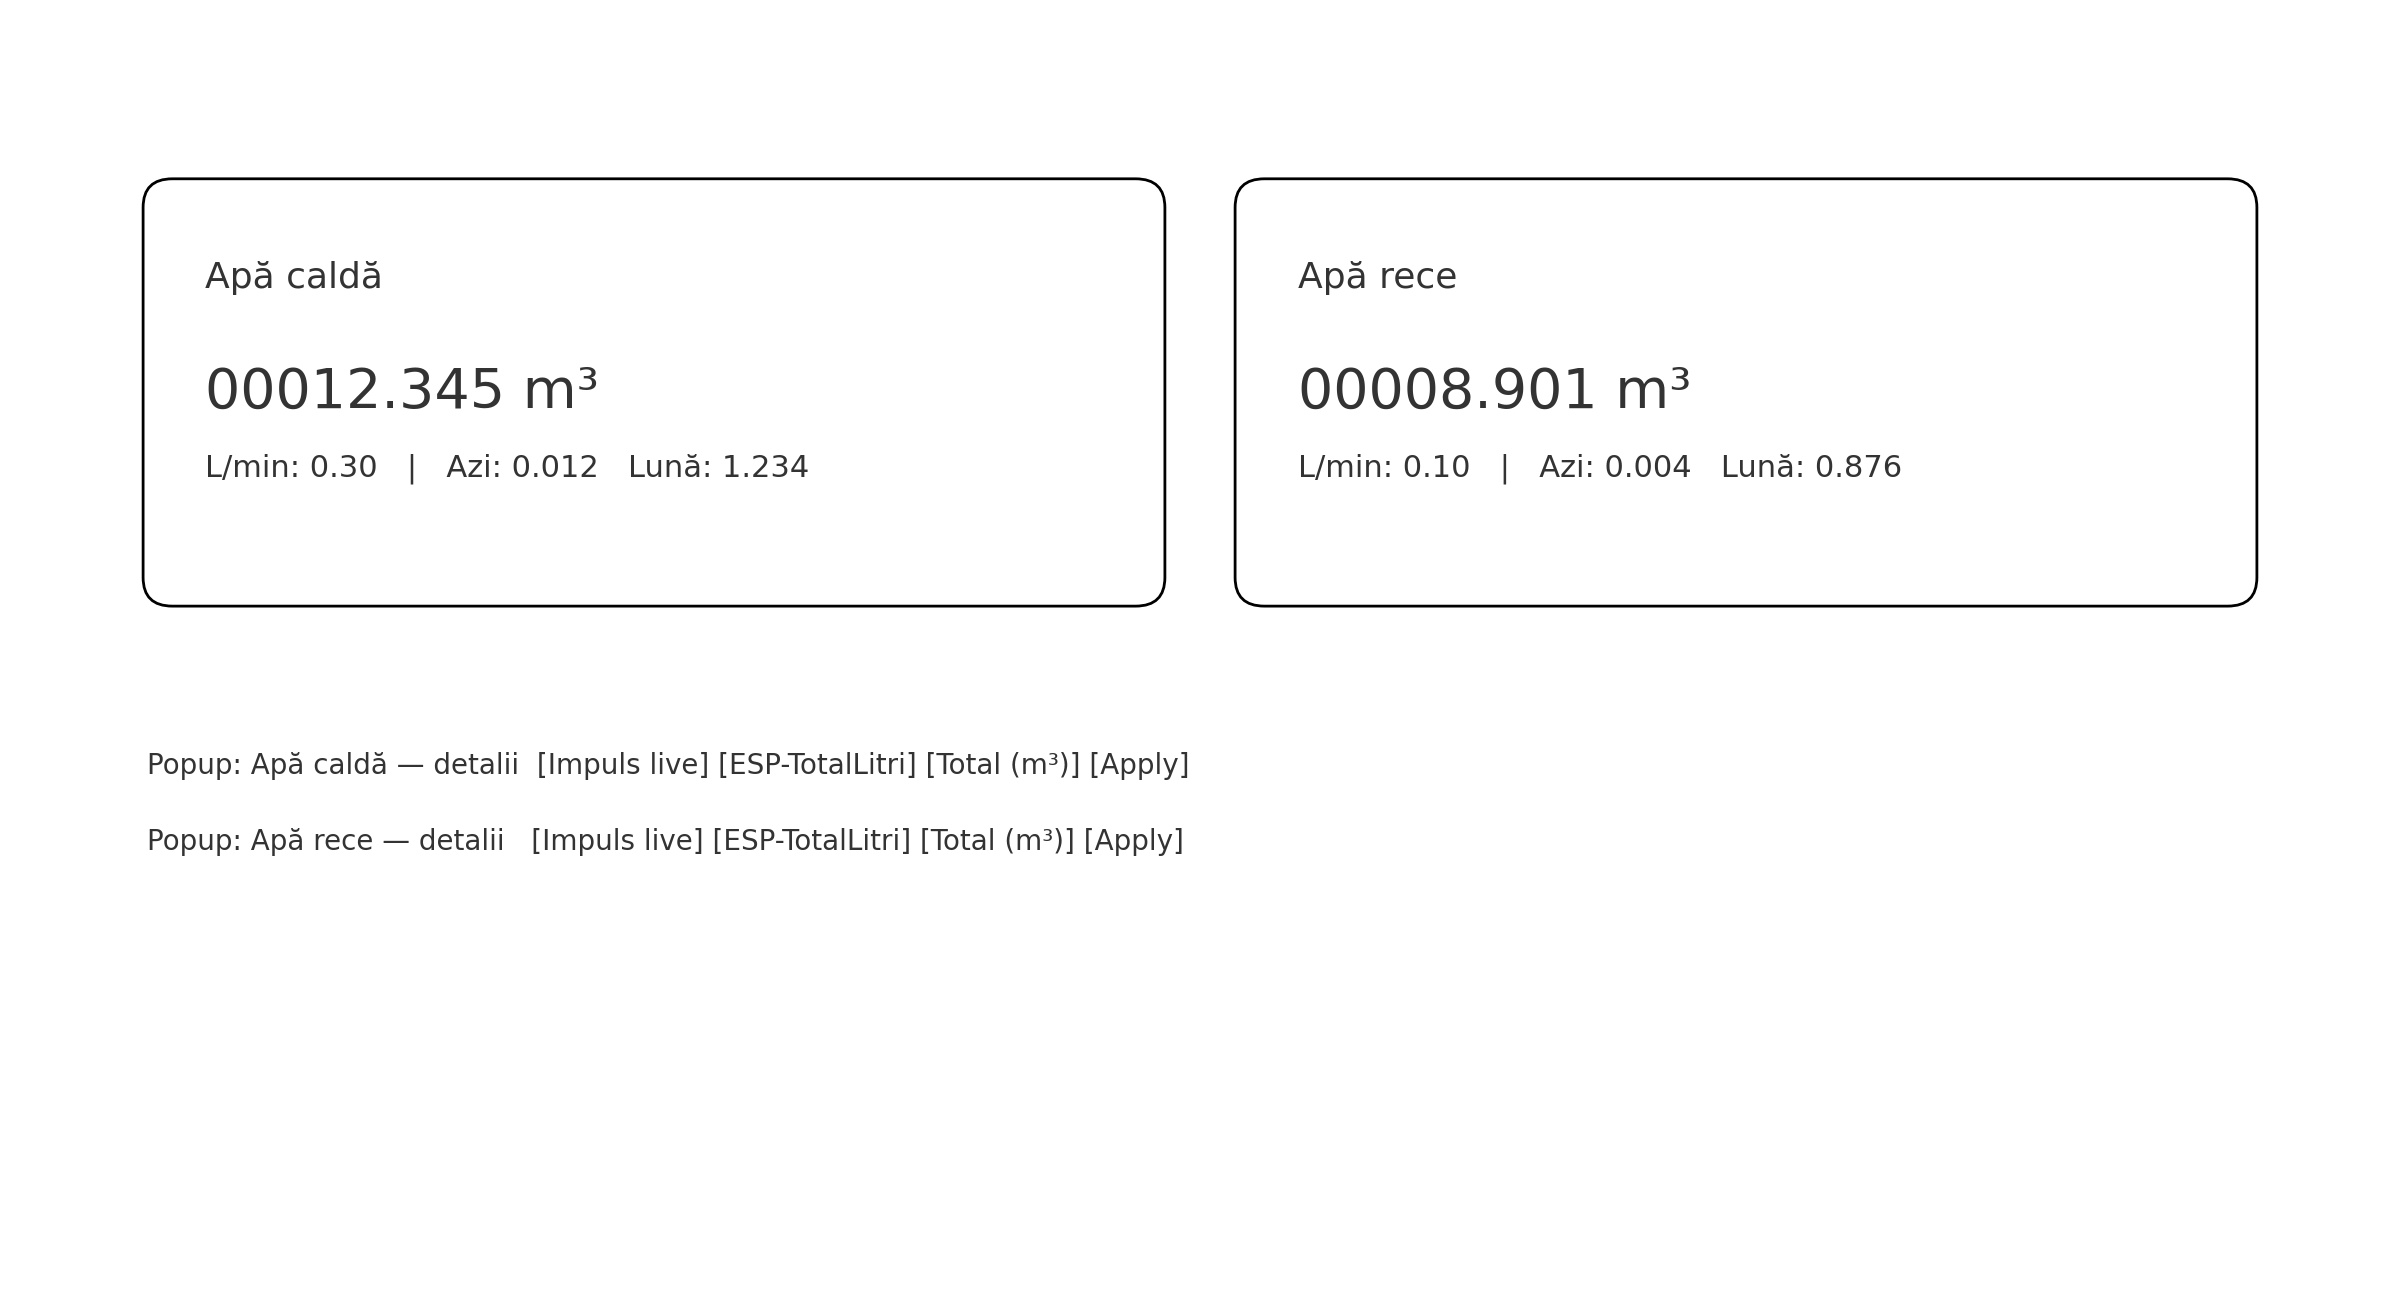 Apă caldă
00012.345 m³
L/min: 0.30   |   Azi: 0.012   Lună: 1.234
Apă rece
00008.901 m³
L/min: 0.10   |   Azi: 0.004   Lună: 0.876
Popup: Apă caldă — detalii  [Impuls live] [ESP-TotalLitri] [Total (m³)] [Apply]
Popup: Apă rece — detalii   [Impuls live] [ESP-TotalLitri] [Total (m³)] [Apply]